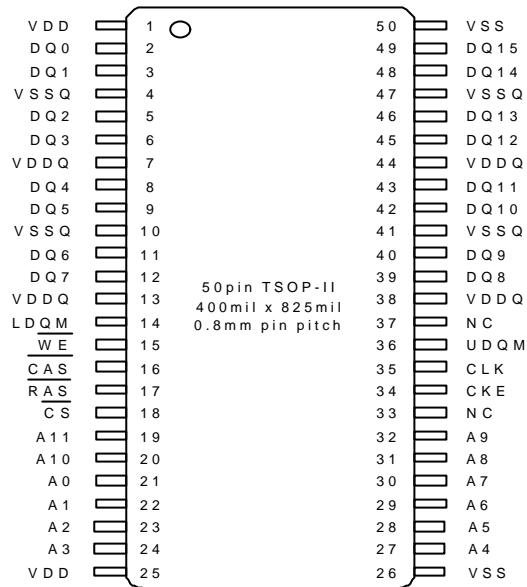 VDD 1 50 VSS
DQ0 2 49 DQ15
DQ1 3 48 DQ14
VSSQ 4 47 VSSQ
DQ2 5 46 DQ13
DQ3 6 45 DQ12
VDDQ 7 44 VDDQ
DQ4 8 43 DQ11
DQ5 9 42 DQ10
VSSQ 10 41 VSSQ
DQ6 11 40 DQ9
DQ7 12 39 DQ8
50pin TSOP-II
VDDQ 13 38 VDDQ
400mil x 825mil
LDQM 14 37 NC
0.8mm pin pitch
WE 15 36 UDQM
CAS 16 35 CLK
RAS 17 34 CKE
CS 18 33 NC
A11 19 32 A9
A10 20 31 A8
A0 21 30 A7
A1 22 29 A6
A2 23 28 A5
A3 24 27 A4
VDD 25 26 VSS